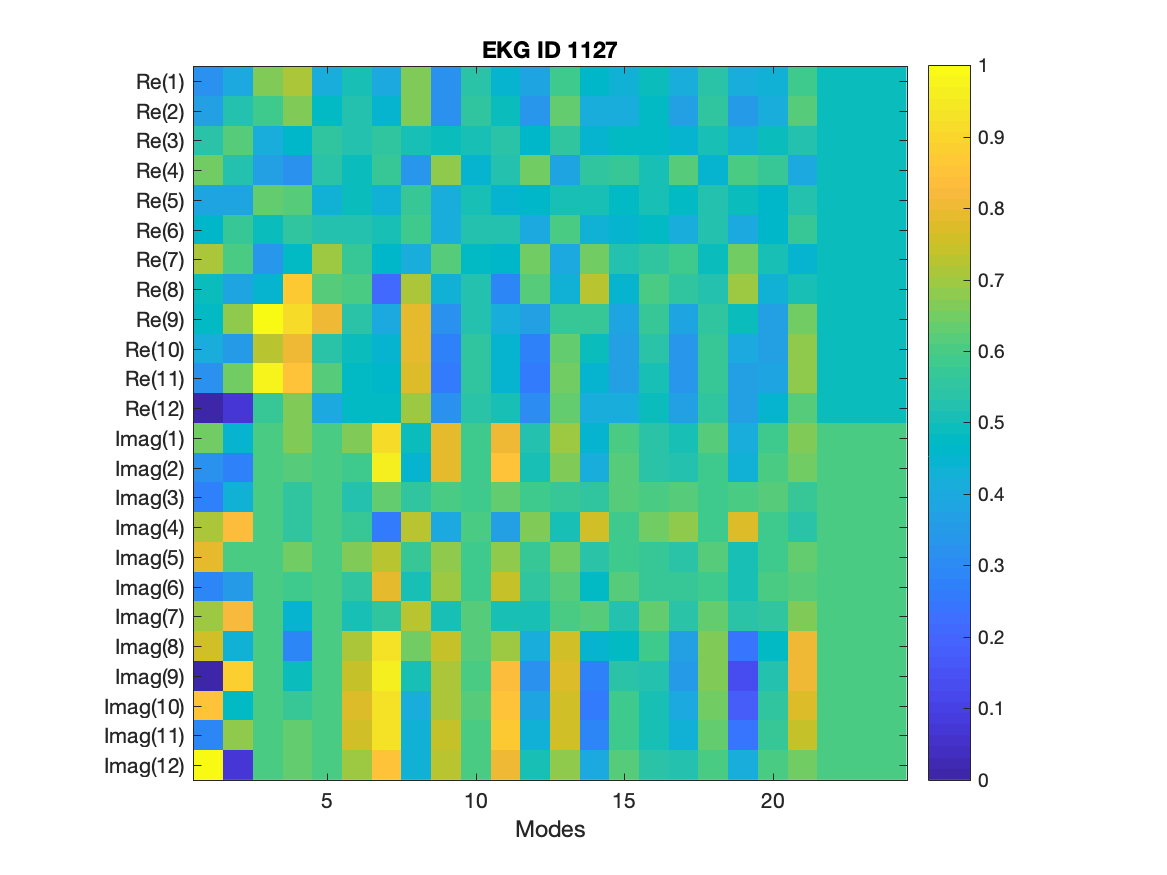 EKG ID 1127
Re(1)
Re(2)
Re(3)
Re(4)
Re(5)
Re(6)
Re(7)
Re(8)
Re(9)
Re(10)
Re(11)
Re(12)
Imag(1)
Imag(2)
Imag(3)
Imag(4)
Imag(5)
Imag(6)
Imag(7)
Imag(8)
Imag(9)
Imag(10)
Imag(11)
Imag(12)
5 10 15 20
Modes
1
0.9
0.8
0.7
0.6
0.5
0.4
0.3
0.2
0.1
0